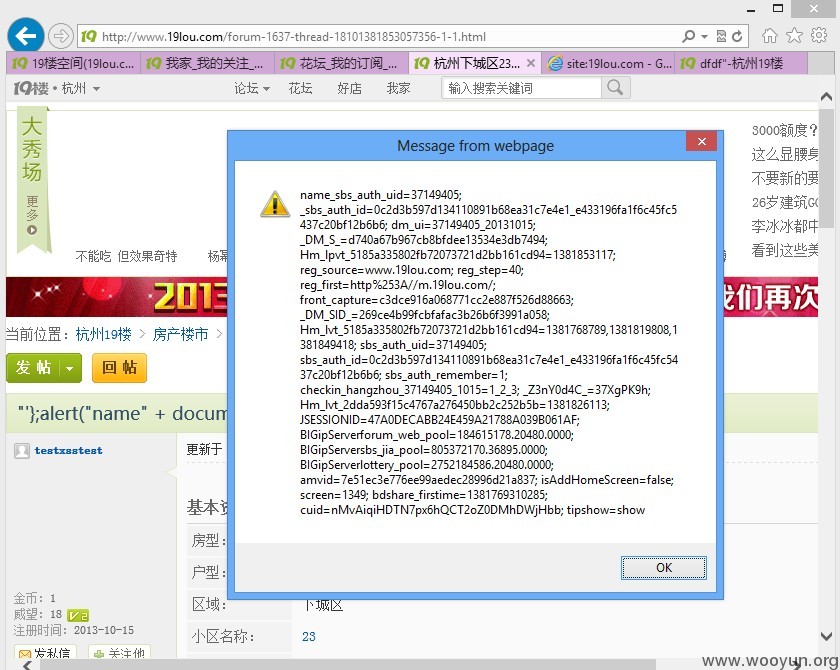 http://www.19lou.com/forum-1637-thread-18101381853057356-1-1.html
19楼空间(19lou.c...
我家_我的关注_...
花坛_我的订阅_...
杭州下城区23...
site:19lou.com - G...
dfdf"-杭州19楼
19楼 · 杭州
论坛
花坛
好店
我家
输入搜索关键词
大秀场
更多
不能吃 但效果奇特
杨幂
3000额度？
这么显腰身
不要新的要
26岁建筑
李冰冰都中
看到这些美
2013
们再次
当前位置：杭州19楼 > 房产楼市 >
发 帖
回 帖
"'};alert("name" + docum
testxsstest
更新于
基本资
房型：
户型：
区域： 下城区
小区名称： 23
金币： 1
威望： 18 V 2
注册时间： 2013-10-15
发私信
关注他
Message from webpage
name_sbs_auth_uid=37149405;
_sbs_auth_id=0c2d3b597d134110891b68ea31c7e4e1_e433196fa1f6c45fc5
437c20bf12b6b6; dm_ui=37149405_20131015;
_DM_S_=d740a67b967cb8bfdee13534e3db7494;
Hm_lpvt_5185a335802fb72073721d2bb161cd94=1381853117;
reg_source=www.19lou.com; reg_step=40;
reg_first=http%253A//m.19lou.com/;
front_capture=c3dce916a068771cc2e887f526d88663;
_DM_SID_=269ce4b99fcbfafac3b26b6f3991a058;
Hm_lvt_5185a335802fb72073721d2bb161cd94=1381768789,1381819808,1
381849418; sbs_auth_uid=37149405;
sbs_auth_id=0c2d3b597d134110891b68ea31c7e4e1_e433196fa1f6c45fc54
37c20bf12b6b6; sbs_auth_remember=1;
checkin_hangzhou_37149405_1015=1_2_3; _Z3nY0d4C_=37XgPK9h;
Hm_lvt_2dda593f15c4767a276450bb2c252b5b=1381826113;
JSESSIONID=47A0DECABB24E459A21788A039B061AF;
BIGipServerforum_web_pool=184615178.20480.0000;
BIGipServersbs_jia_pool=805372170.36895.0000;
BIGipServerlottery_pool=2752184586.20480.0000;
amvid=7e51ec3e776ee99aedec28996d21a837; isAddHomeScreen=false;
screen=1349; bdshare_firstime=1381769310285;
cuid=nMvAiqiHDTN7px6hQCT2oZ0DMhDWjHbb; tipshow=show
OK
www.wooyun.org